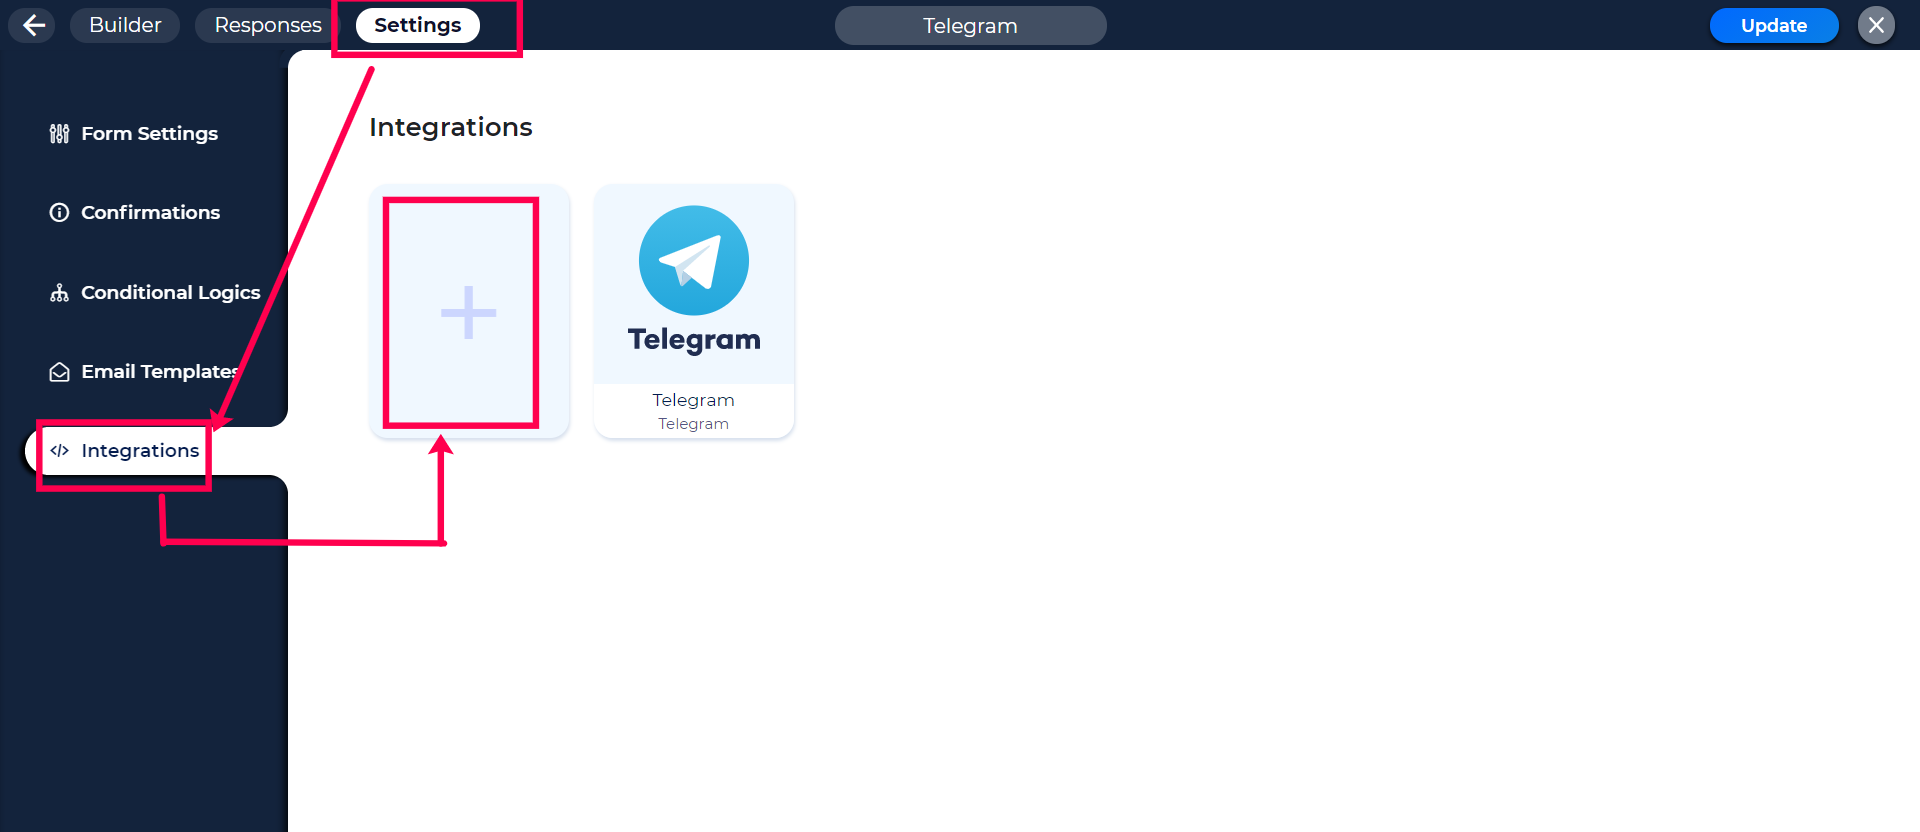 Builder
Responses
Settings
Telegram
Update
Form Settings
Confirmations
Conditional Logics
Email Templates
Integrations
Integrations
Telegram
Telegram
Telegram